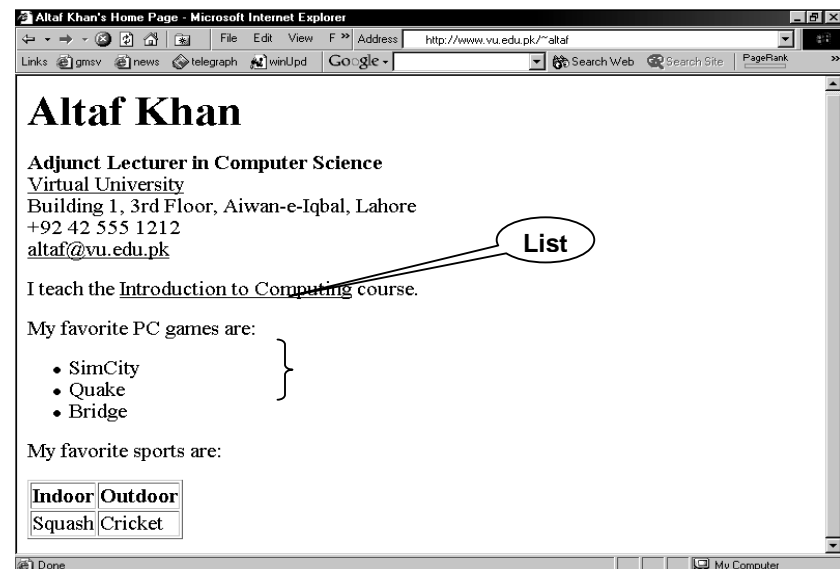 Altaf Khan's Home Page - Microsoft Internet Explorer
File Edit View F » Address http://www.vu.edu.pk/~altaf
Links gmsv news telegraph winUpd Google Search Web Search Site PageRank »
Altaf Khan
Adjunct Lecturer in Computer Science
Virtual University
Building 1, 3rd Floor, Aiwan-e-Iqbal, Lahore
+92 42 555 1212
altaf@vu.edu.pk
List
I teach the Introduction to Computing course.
My favorite PC games are:
• SimCity
• Quake
• Bridge
My favorite sports are:
Indoor Outdoor
Squash Cricket
Done My Computer